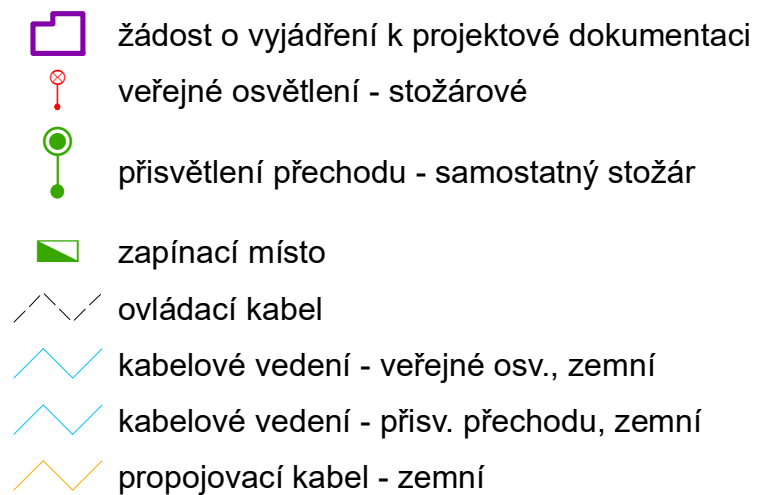 žádost o vyjádření k projektové dokumentaci
veřejné osvětlení - stožárové
přisvětlení přechodu - samostatný stožár
zapínací místo
ovládací kabel
kabelové vedení - veřejné osv., zemní
kabelové vedení - přisv. přechodu, zemní
propojovací kabel - zemní